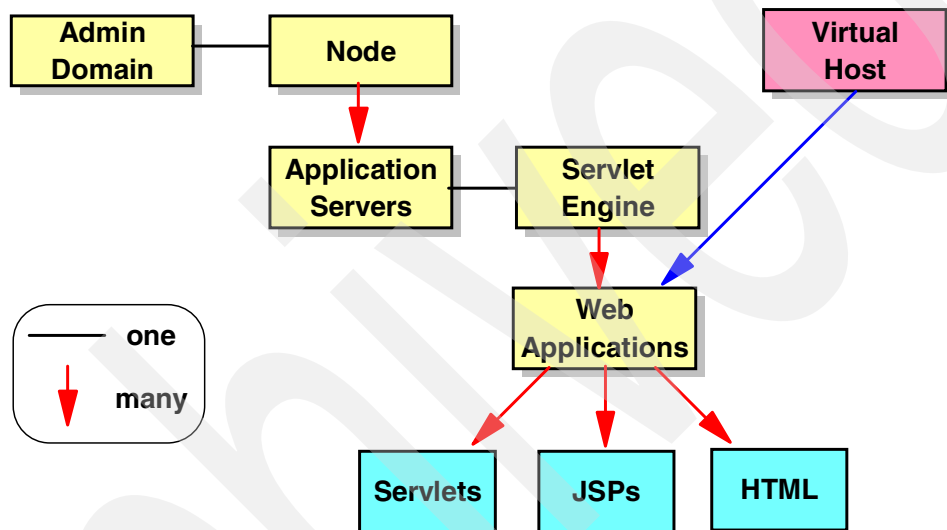 Admin
Domain
Node
Virtual
Host
Application
Servers
Servlet
Engine
Web
Applications
one
many
Servlets
JSPs
HTML